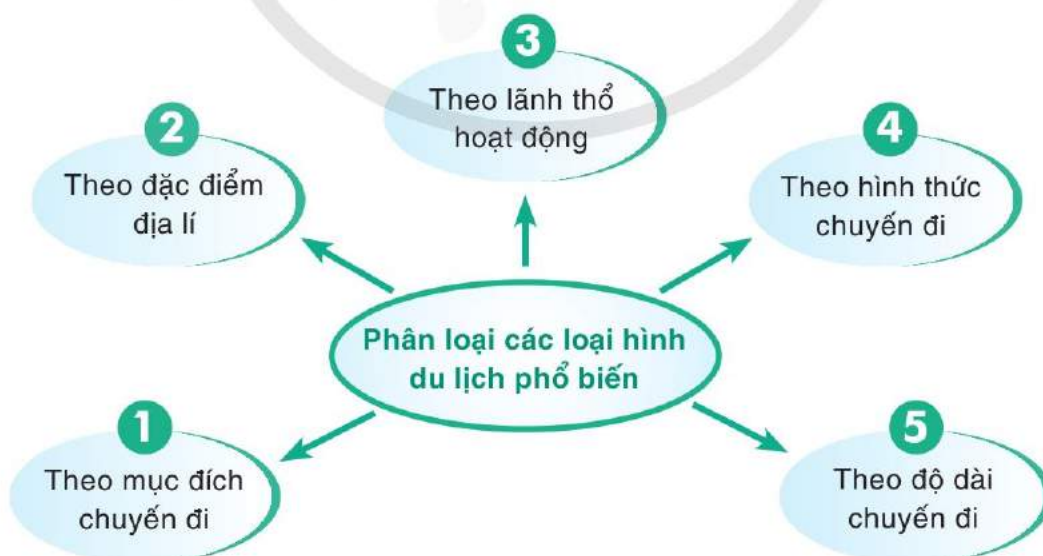 3
Theo lãnh thổ
hoạt động
2
Theo đặc điểm
địa lí
4
Theo hình thức
chuyến đi
Phân loại các loại hình
du lịch phổ biến
1
Theo mục đích
chuyến đi
5
Theo độ dài
chuyến đi